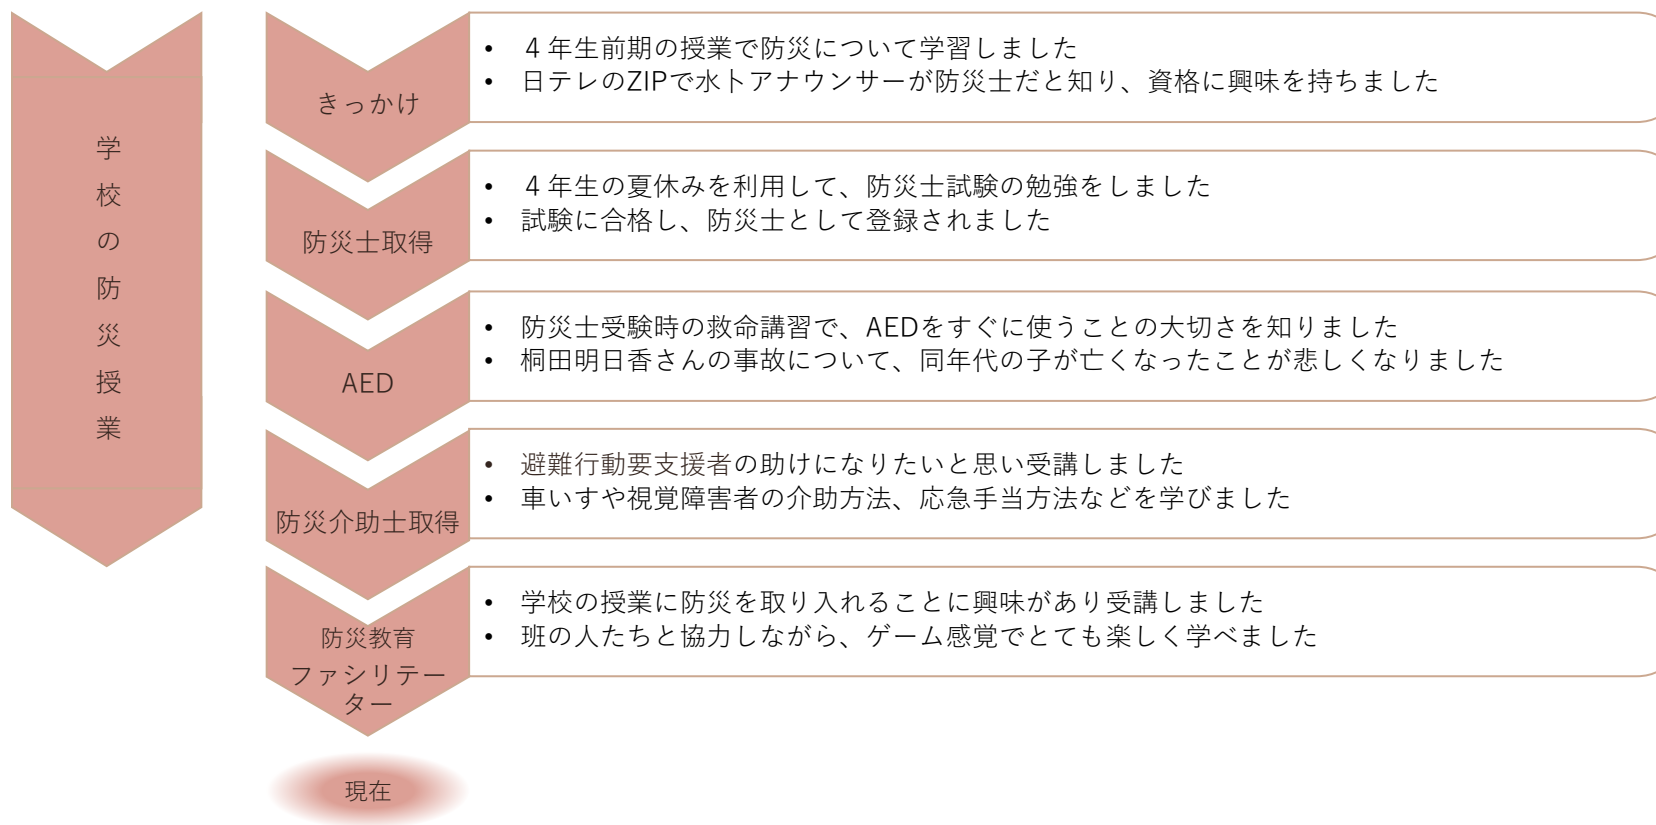 学校の防災授業
きっかけ
• ４年生前期の授業で防災について学習しました
• 日テレのZIPで水卜アナウンサーが防災士だと知り、資格に興味を持ちました
防災士取得
• ４年生の夏休みを利用して、防災士試験の勉強をしました
• 試験に合格し、防災士として登録されました
AED
• 防災士受験時の救命講習で、AEDをすぐに使うことの大切さを知りました
• 桐田明日香さんの事故について、同年代の子が亡くなったことが悲しくなりました
防災介助士取得
• 避難行動要支援者の助けになりたいと思い受講しました
• 車いすや視覚障害者の介助方法、応急手当方法などを学びました
防災教育
ファシリテー
ター
• 学校の授業に防災を取り入れることに興味があり受講しました
• 班の人たちと協力しながら、ゲーム感覚でとても楽しく学べました
現在